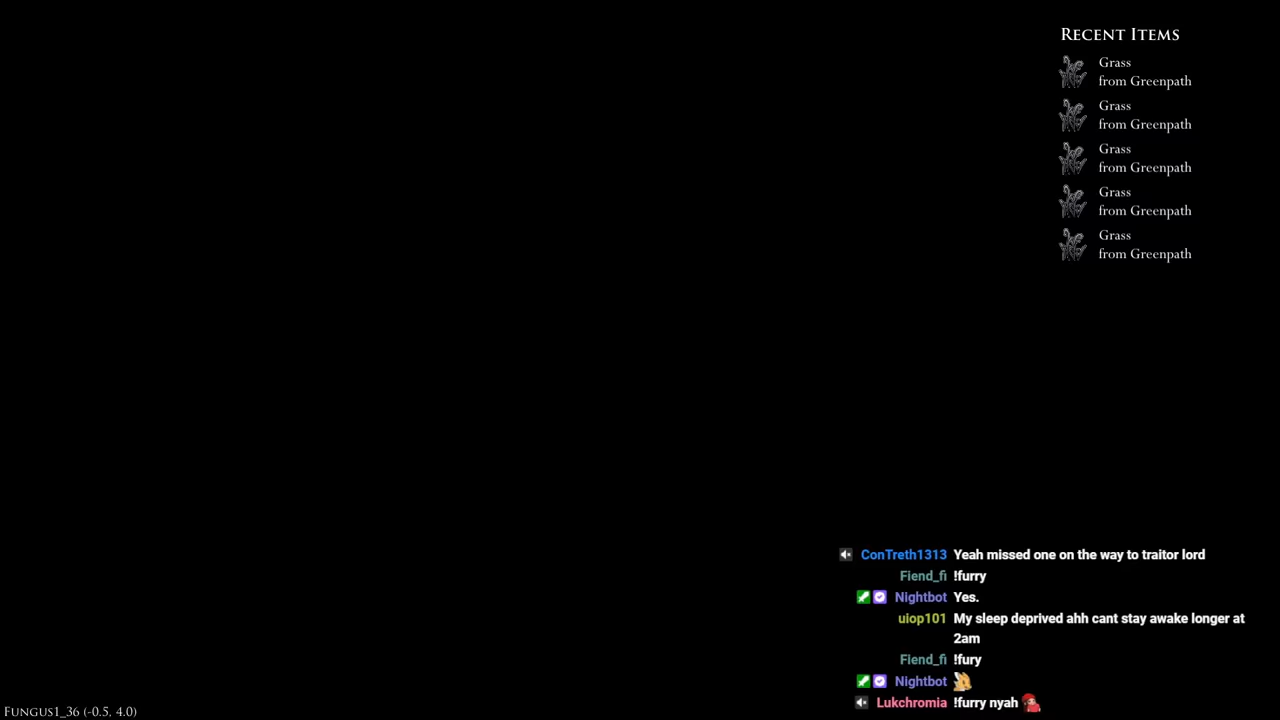 Recent Items
Grass
from Greenpath
Grass
from Greenpath
Grass
from Greenpath
Grass
from Greenpath
Grass
from Greenpath
ConTreth1313 Yeah missed one on the way to traitor lord
Fiend_fi !furry
Nightbot Yes.
uiop101 My sleep deprived ahh cant stay awake longer at
2am
Fiend_fi !fury
Nightbot
Lukchromia !furry nyah
Fungus1_36 (-0.5, 4.0)